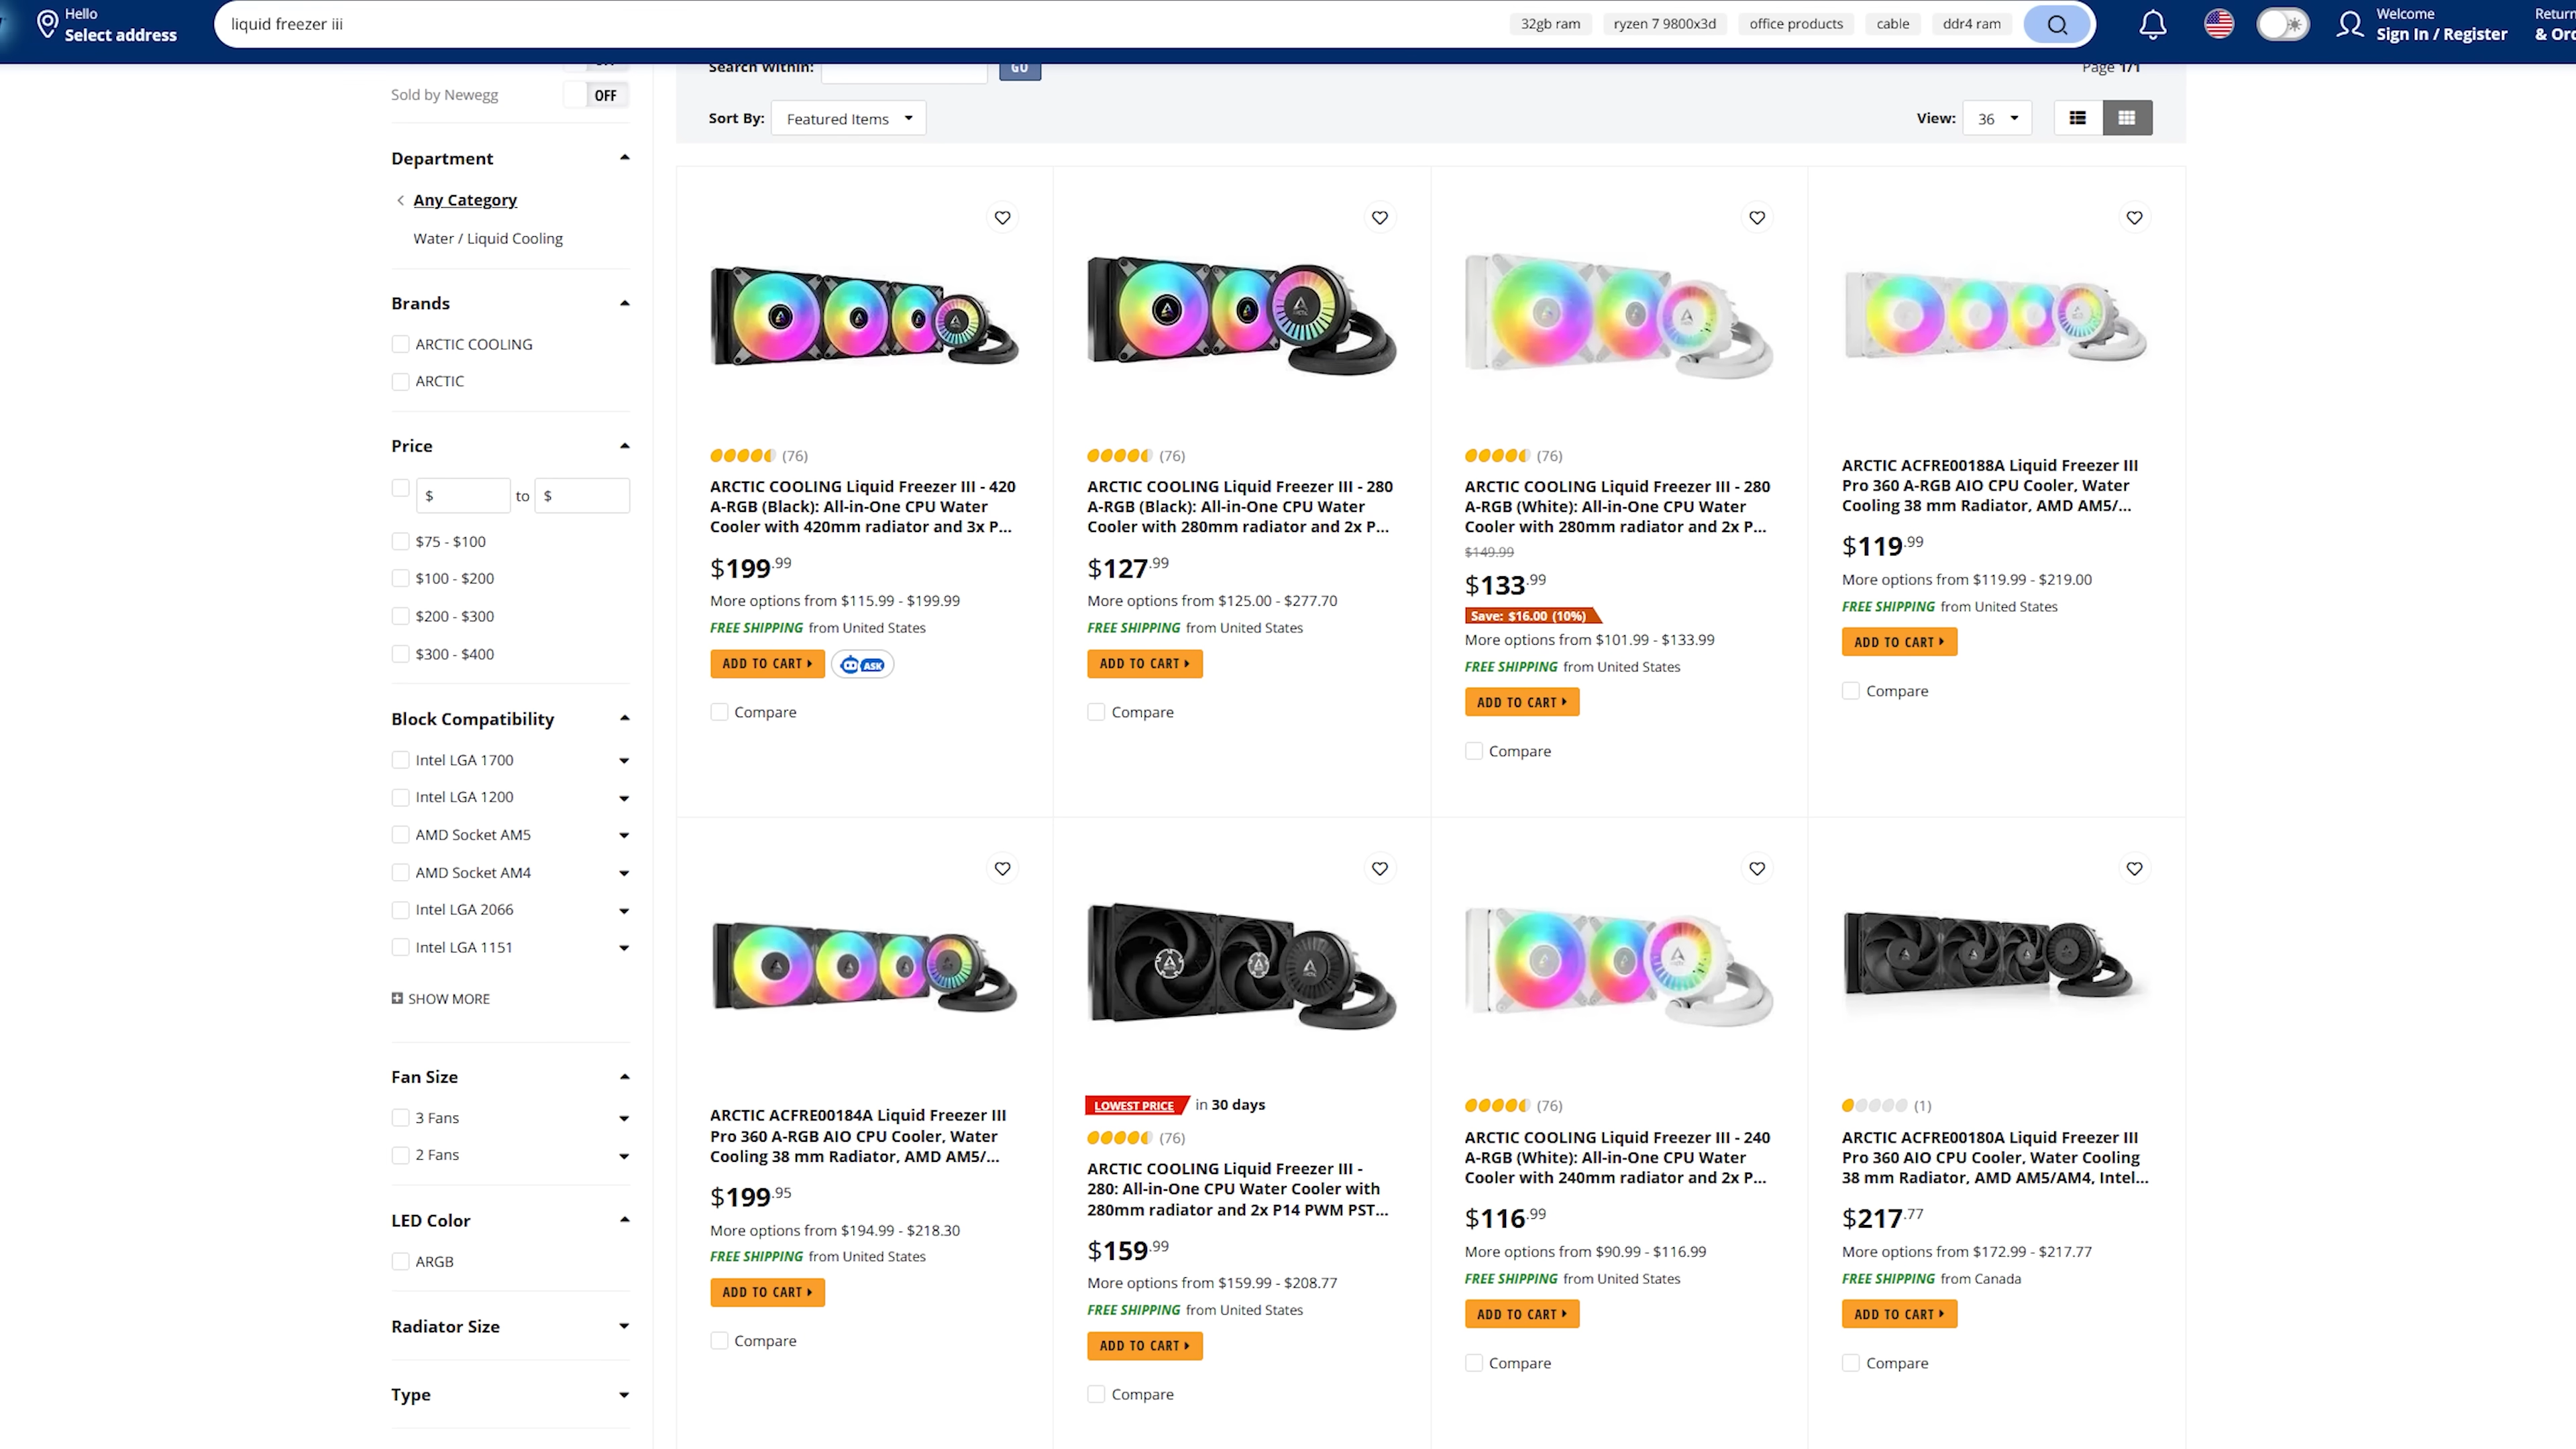 Hello
Select address
liquid freezer iii
32gb ram
ryzen 7 9800x3d
office products
cable
ddr4 ram
Welcome
Sign In / Register
Return
& Or
Sold by Newegg
OFF
Search Within:
GO
Page 1/1
Sort By:
Featured Items
View:
36
Department
Any Category
Water / Liquid Cooling
Brands
ARCTIC COOLING
ARCTIC
Price
$ to $
$75 - $100
$100 - $200
$200 - $300
$300 - $400
Block Compatibility
Intel LGA 1700
Intel LGA 1200
AMD Socket AM5
AMD Socket AM4
Intel LGA 2066
Intel LGA 1151
SHOW MORE
Fan Size
3 Fans
2 Fans
LED Color
ARGB
Radiator Size
Type
(76)
ARCTIC COOLING Liquid Freezer III - 420
A-RGB (Black): All-in-One CPU Water
Cooler with 420mm radiator and 3x P...
$199.99
More options from $115.99 - $199.99
FREE SHIPPING from United States
ADD TO CART
ASK
Compare
(76)
ARCTIC COOLING Liquid Freezer III - 280
A-RGB (Black): All-in-One CPU Water
Cooler with 280mm radiator and 2x P...
$127.99
More options from $125.00 - $277.70
FREE SHIPPING from United States
ADD TO CART
Compare
(76)
ARCTIC COOLING Liquid Freezer III - 280
A-RGB (White): All-in-One CPU Water
Cooler with 280mm radiator and 2x P...
$149.99
$133.99
Save: $16.00 (10%)
More options from $101.99 - $133.99
FREE SHIPPING from United States
ADD TO CART
Compare
ARCTIC ACFRE00188A Liquid Freezer III
Pro 360 A-RGB AIO CPU Cooler, Water
Cooling 38 mm Radiator, AMD AM5/...
$119.99
More options from $119.99 - $219.00
FREE SHIPPING from United States
ADD TO CART
Compare
ARCTIC ACFRE00184A Liquid Freezer III
Pro 360 A-RGB AIO CPU Cooler, Water
Cooling 38 mm Radiator, AMD AM5/...
$199.95
More options from $194.99 - $218.30
FREE SHIPPING from United States
ADD TO CART
Compare
LOWEST PRICE in 30 days
(76)
ARCTIC COOLING Liquid Freezer III -
280: All-in-One CPU Water Cooler with
280mm radiator and 2x P14 PWM PST...
$159.99
More options from $159.99 - $208.77
FREE SHIPPING from United States
ADD TO CART
Compare
(76)
ARCTIC COOLING Liquid Freezer III - 240
A-RGB (White): All-in-One CPU Water
Cooler with 240mm radiator and 2x P...
$116.99
More options from $90.99 - $116.99
FREE SHIPPING from United States
ADD TO CART
Compare
(1)
ARCTIC ACFRE00180A Liquid Freezer III
Pro 360 AIO CPU Cooler, Water Cooling
38 mm Radiator, AMD AM5/AM4, Intel...
$217.77
More options from $172.99 - $217.77
FREE SHIPPING from Canada
ADD TO CART
Compare